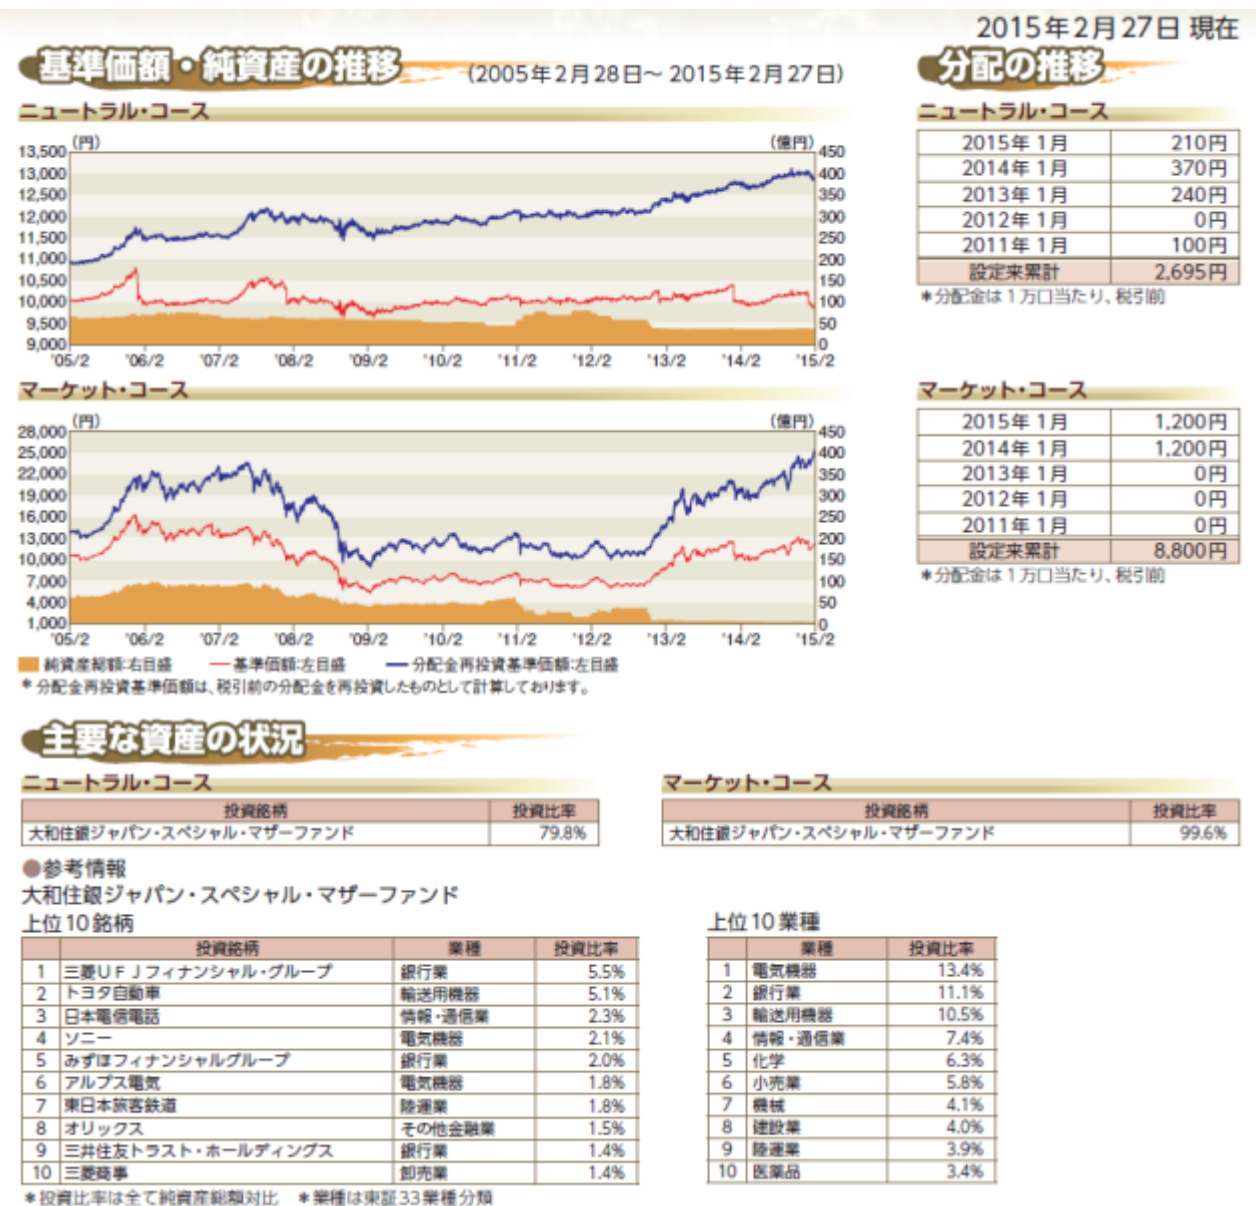 2015年2月27日 現在
基準価額・純資産の推移 (2005年2月28日～2015年2月27日)
ニュートラル・コース
(円) (億円)
13,500 450
13,000 400
12,500 350
12,000 300
11,500 250
11,000 200
10,500 150
10,000 100
9,500 50
9,000 0
'05/2 '06/2 '07/2 '08/2 '09/2 '10/2 '11/2 '12/2 '13/2 '14/2 '15/2
マーケット・コース
(円) (億円)
28,000 450
25,000 400
22,000 350
19,000 300
16,000 250
13,000 200
10,000 150
7,000 100
4,000 50
1,000 0
'05/2 '06/2 '07/2 '08/2 '09/2 '10/2 '11/2 '12/2 '13/2 '14/2 '15/2
純資産総額:右目盛 基準価額:左目盛 分配金再投資基準価額:左目盛
＊分配金再投資基準価額は、税引前の分配金を再投資したものとして計算しております。
分配の推移
ニュートラル・コース
2015年 1月 210円
2014年 1月 370円
2013年 1月 240円
2012年 1月 0円
2011年 1月 100円
設定来累計 2,695円
＊分配金は1万口当たり、税引前
マーケット・コース
2015年 1月 1,200円
2014年 1月 1,200円
2013年 1月 0円
2012年 1月 0円
2011年 1月 0円
設定来累計 8,800円
＊分配金は1万口当たり、税引前
主要な資産の状況
ニュートラル・コース
投資銘柄 投資比率
大和住銀ジャパン・スペシャル・マザーファンド 79.8%
マーケット・コース
投資銘柄 投資比率
大和住銀ジャパン・スペシャル・マザーファンド 99.6%
●参考情報
大和住銀ジャパン・スペシャル・マザーファンド
上位10銘柄
投資銘柄 業種 投資比率
1 三菱ＵＦＪフィナンシャル・グループ 銀行業 5.5%
2 トヨタ自動車 輸送用機器 5.1%
3 日本電信電話 情報・通信業 2.3%
4 ソニー 電気機器 2.1%
5 みずほフィナンシャルグループ 銀行業 2.0%
6 アルプス電気 電気機器 1.8%
7 東日本旅客鉄道 陸運業 1.8%
8 オリックス その他金融業 1.5%
9 三井住友トラスト・ホールディングス 銀行業 1.4%
10 三菱商事 卸売業 1.4%
＊投資比率は全て純資産総額対比 ＊業種は東証33業種分類
上位10業種
業種 投資比率
1 電気機器 13.4%
2 銀行業 11.1%
3 輸送用機器 10.5%
4 情報・通信業 7.4%
5 化学 6.3%
6 小売業 5.8%
7 機械 4.1%
8 建設業 4.0%
9 陸運業 3.9%
10 医薬品 3.4%